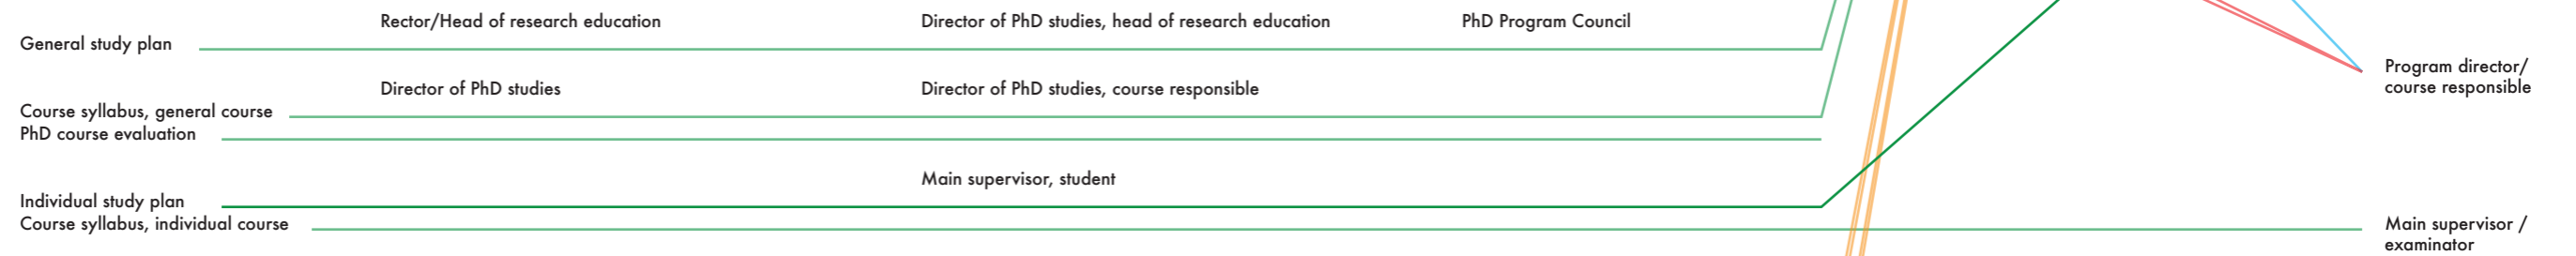 Rector/Head of research education
Director of PhD studies, head of research education
PhD Program Council
General study plan
Program director/
course responsible
Director of PhD studies
Director of PhD studies, course responsible
Course syllabus, general course
PhD course evaluation
Main supervisor, student
Individual study plan
Course syllabus, individual course
Main supervisor /
examinator